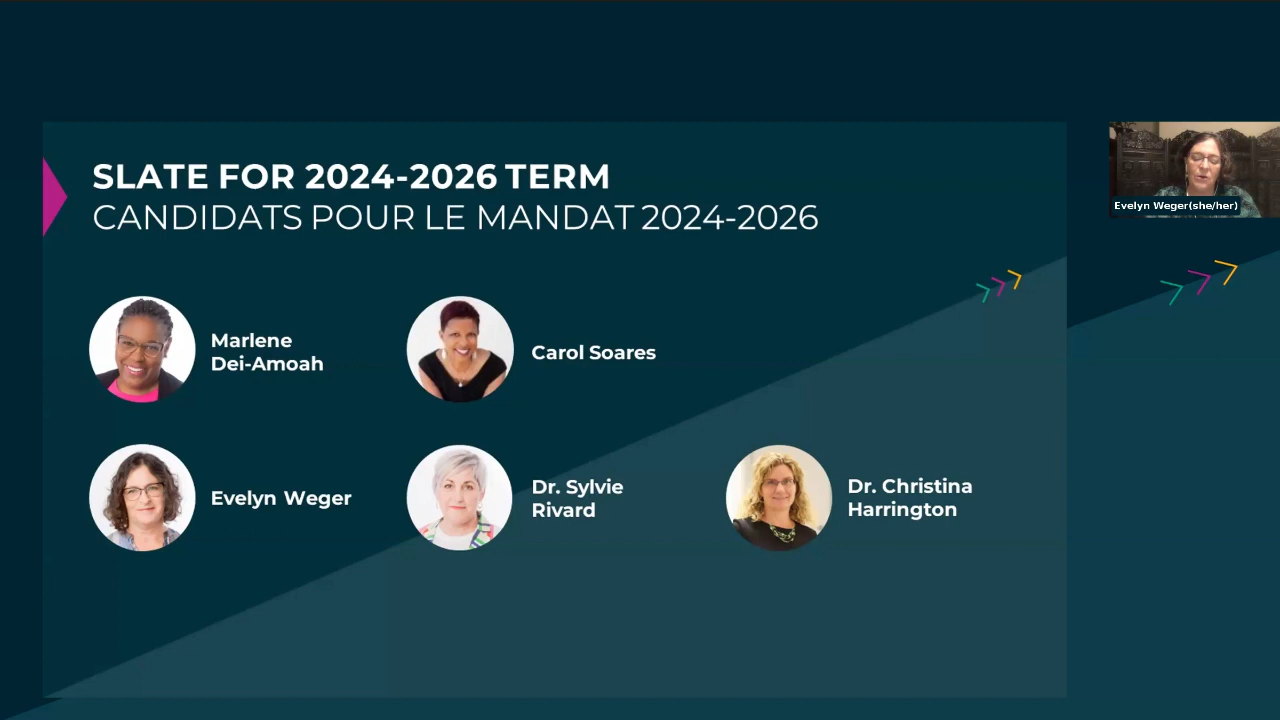 SLATE FOR 2024-2026 TERM
CANDIDATS POUR LE MANDAT 2024-2026
Evelyn Weger(she/her)
Marlene
Dei-Amoah
Carol Soares
Evelyn Weger
Dr. Sylvie
Rivard
Dr. Christina
Harrington